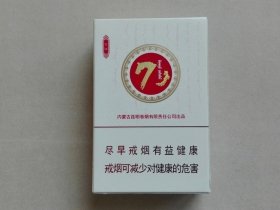 内蒙古昆明卷烟有限责任公司出品
尽早戒烟有益健康
戒烟可减少对健康的危害